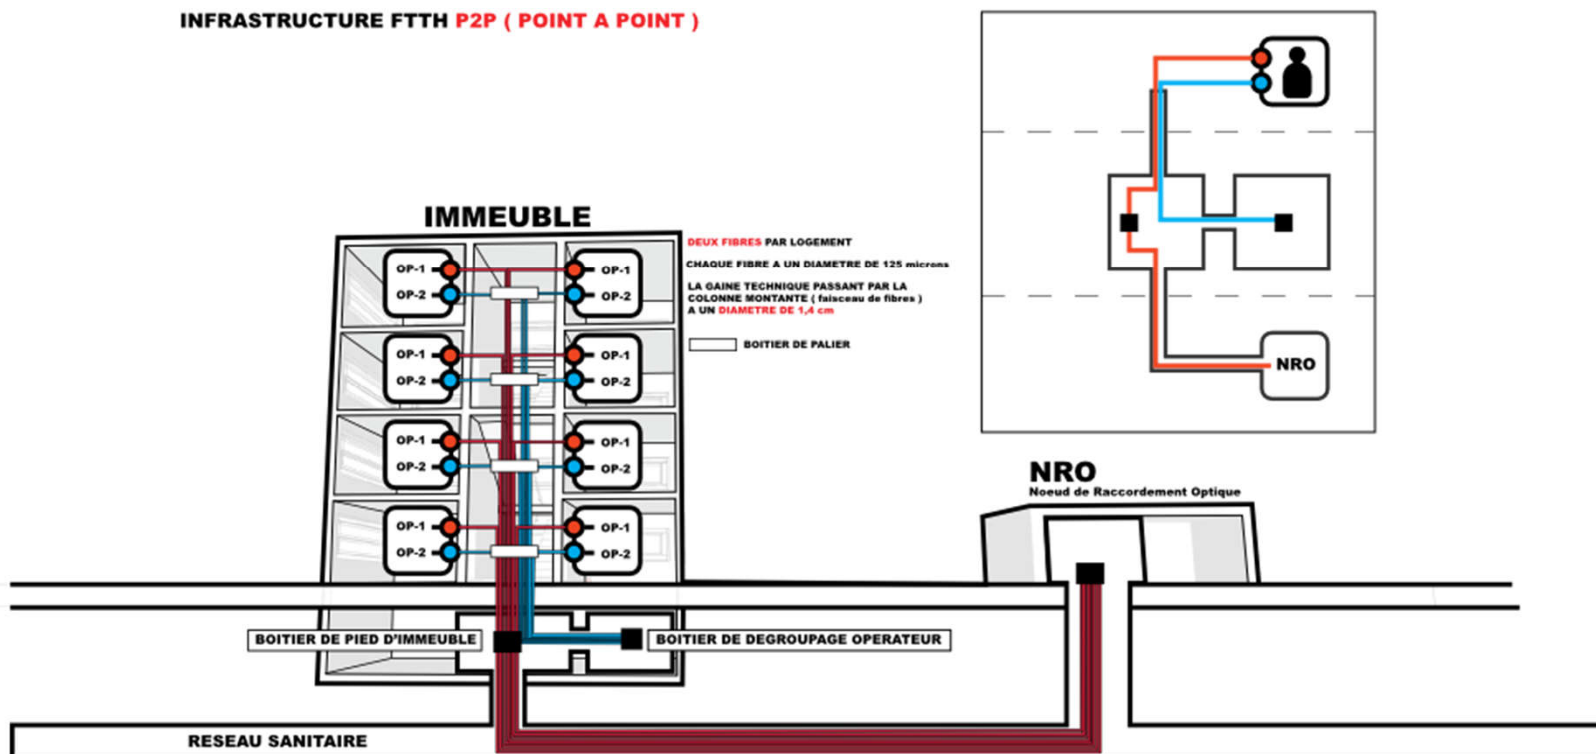 INFRASTRUCTURE FTTH P2P ( POINT A POINT )
NRO
IMMEUBLE
DEUX FIBRES PAR LOGEMENT
CHAQUE FIBRE A UN DIAMETRE DE 125 microns
LA GAINE TECHNIQUE PASSANT PAR LA
COLONNE MONTANTE ( faisceau de fibres )
A UN DIAMETRE DE 1,4 cm
BOITIER DE PALIER
OP-1 OP-1
OP-2 OP-2
OP-1 OP-1
OP-2 OP-2
OP-1 OP-1
OP-2 OP-2
OP-1 OP-1
OP-2 OP-2
NRO
Noeud de Raccordement Optique
BOITIER DE PIED D'IMMEUBLE
BOITIER DE DEGROUPAGE OPERATEUR
RESEAU SANITAIRE